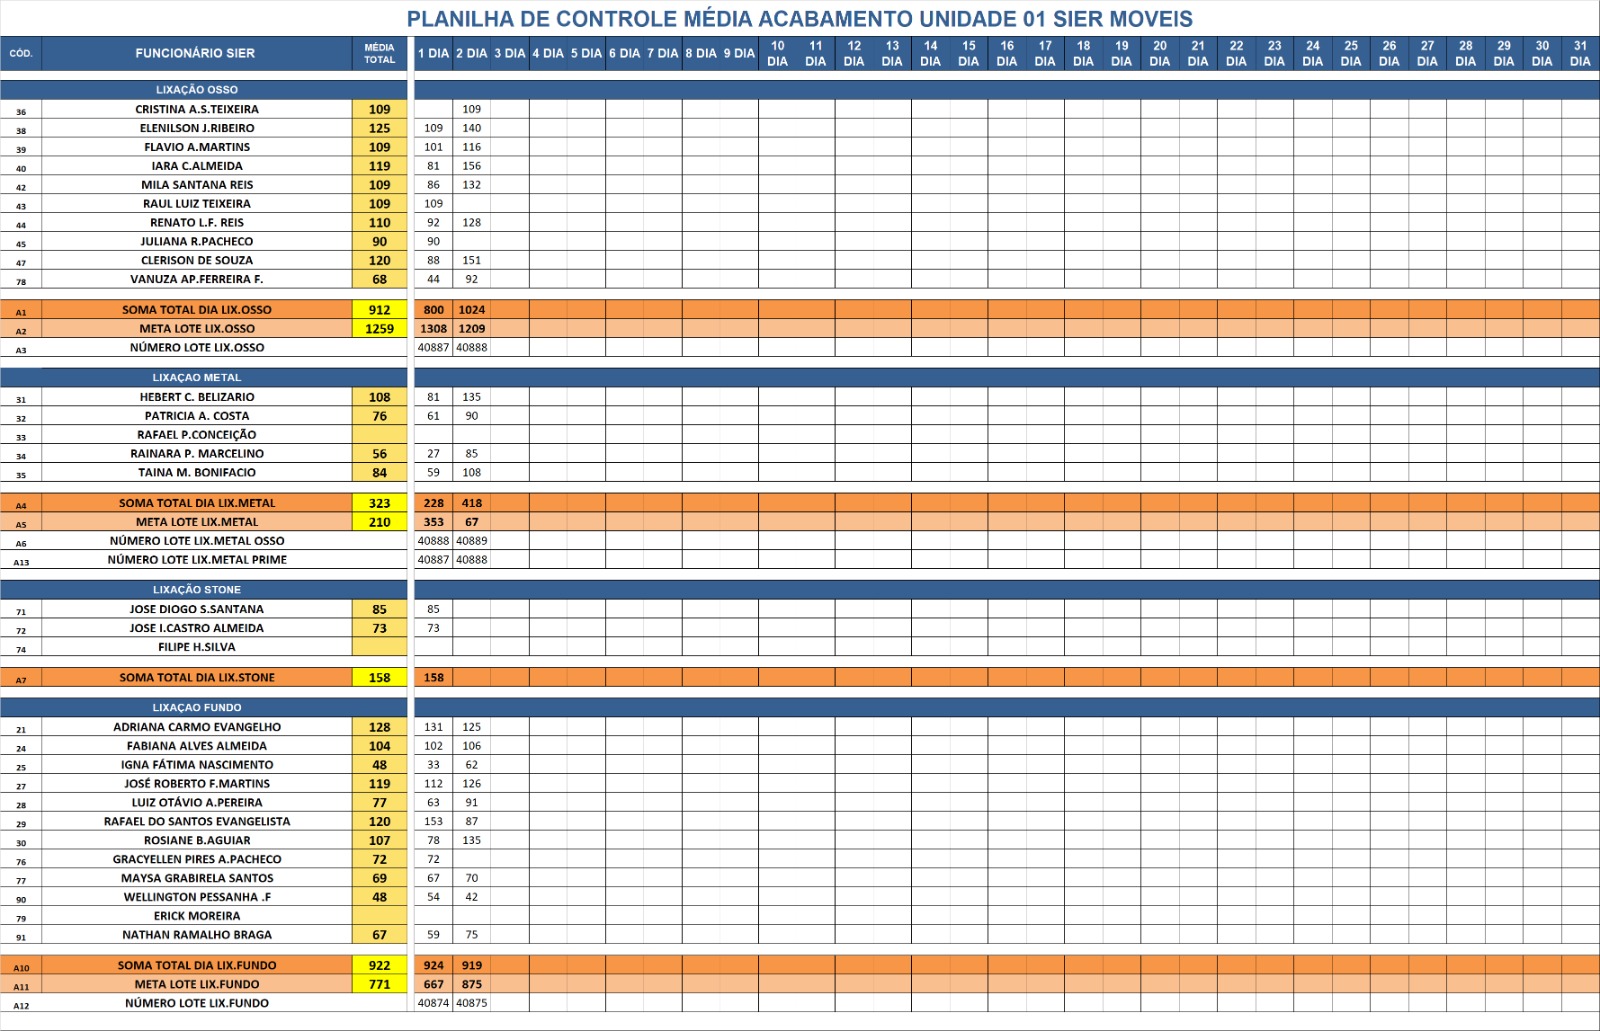 PLANILHA DE CONTROLE MÉDIA ACABAMENTO UNIDADE 01 SIER MOVEIS
CÓD. FUNCIONÁRIO SIER MÉDIA TOTAL 1 DIA 2 DIA 3 DIA 4 DIA 5 DIA 6 DIA 7 DIA 8 DIA 9 DIA 10 DIA 11 DIA 12 DIA 13 DIA 14 DIA 15 DIA 16 DIA 17 DIA 18 DIA 19 DIA 20 DIA 21 DIA 22 DIA 23 DIA 24 DIA 25 DIA 26 DIA 27 DIA 28 DIA 29 DIA 30 DIA 31 DIA
LIXAÇÃO OSSO
36 CRISTINA A.S.TEIXEIRA 109 109
38 ELENILSON J.RIBEIRO 125 109 140
39 FLAVIO A.MARTINS 109 101 116
40 IARA C.ALMEIDA 119 81 156
42 MILA SANTANA REIS 109 86 132
43 RAUL LUIZ TEIXEIRA 109 109
44 RENATO L.F. REIS 110 92 128
45 JULIANA R.PACHECO 90 90
47 CLERISON DE SOUZA 120 88 151
78 VANUZA AP.FERREIRA F. 68 44 92
A1 SOMA TOTAL DIA LIX.OSSO 912 800 1024
A2 META LOTE LIX.OSSO 1259 1308 1209
A3 NÚMERO LOTE LIX.OSSO 40887 40888
LIXAÇAO METAL
31 HEBERT C. BELIZARIO 108 81 135
32 PATRICIA A. COSTA 76 61 90
33 RAFAEL P.CONCEIÇÃO
34 RAINARA P. MARCELINO 56 27 85
35 TAINA M. BONIFACIO 84 59 108
A4 SOMA TOTAL DIA LIX.METAL 323 228 418
A5 META LOTE LIX.METAL 210 353 67
A6 NÚMERO LOTE LIX.METAL OSSO 40888 40889
A13 NÚMERO LOTE LIX.METAL PRIME 40887 40888
LIXAÇÃO STONE
71 JOSE DIOGO S.SANTANA 85 85
72 JOSE I.CASTRO ALMEIDA 73 73
74 FILIPE H.SILVA
A7 SOMA TOTAL DIA LIX.STONE 158 158
LIXAÇAO FUNDO
21 ADRIANA CARMO EVANGELHO 128 131 125
24 FABIANA ALVES ALMEIDA 104 102 106
25 IGNA FÁTIMA NASCIMENTO 48 33 62
27 JOSÉ ROBERTO F.MARTINS 119 112 126
28 LUIZ OTÁVIO A.PEREIRA 77 63 91
29 RAFAEL DO SANTOS EVANGELISTA 120 153 87
30 ROSIANE B.AGUIAR 107 78 135
76 GRACYELLEN PIRES A.PACHECO 72 72
77 MAYSA GRABIRELA SANTOS 69 67 70
90 WELLINGTON PESSANHA .F 48 54 42
79 ERICK MOREIRA
91 NATHAN RAMALHO BRAGA 67 59 75
A10 SOMA TOTAL DIA LIX.FUNDO 922 924 919
A11 META LOTE LIX.FUNDO 771 667 875
A12 NÚMERO LOTE LIX.FUNDO 40874 40875